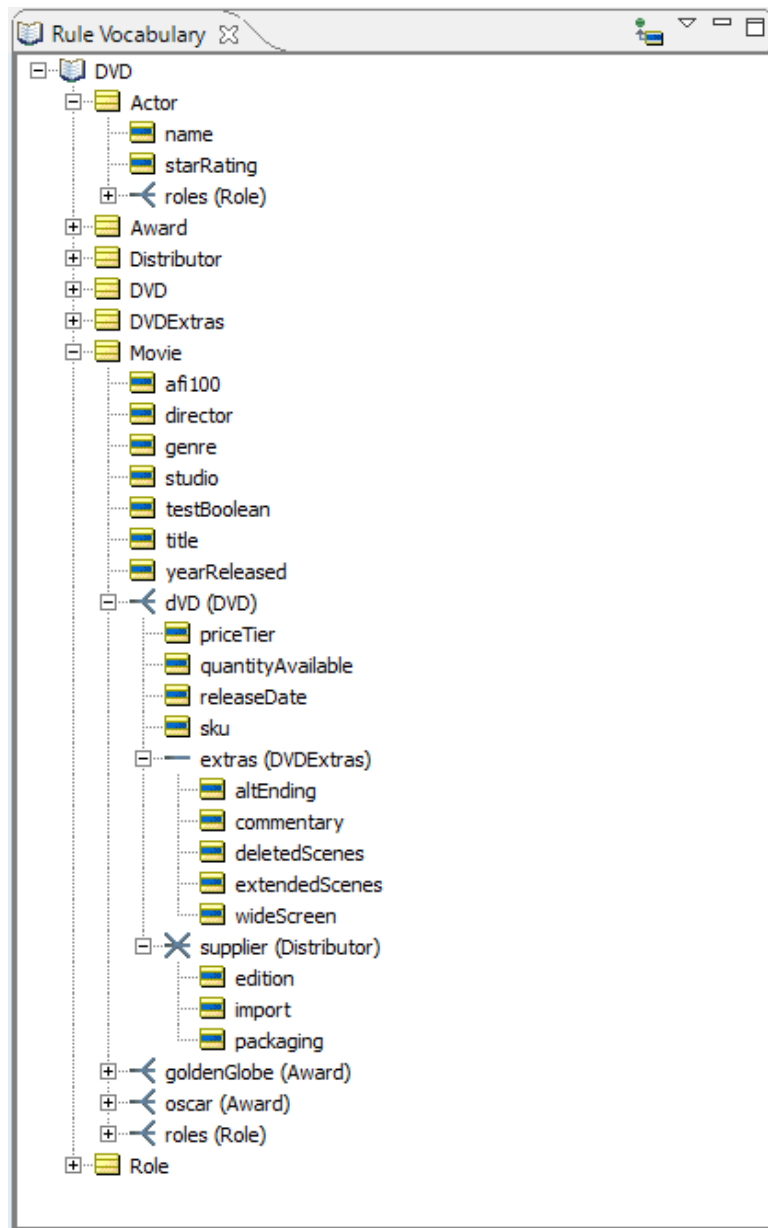 Rule Vocabulary
DVD
Actor
name
starRating
roles (Role)
Award
Distributor
DVD
DVDExtras
Movie
afi100
director
genre
studio
testBoolean
title
yearReleased
dVD (DVD)
priceTier
quantityAvailable
releaseDate
sku
extras (DVDExtras)
altEnding
commentary
deletedScenes
extendedScenes
wideScreen
supplier (Distributor)
edition
import
packaging
goldenGlobe (Award)
oscar (Award)
roles (Role)
Role